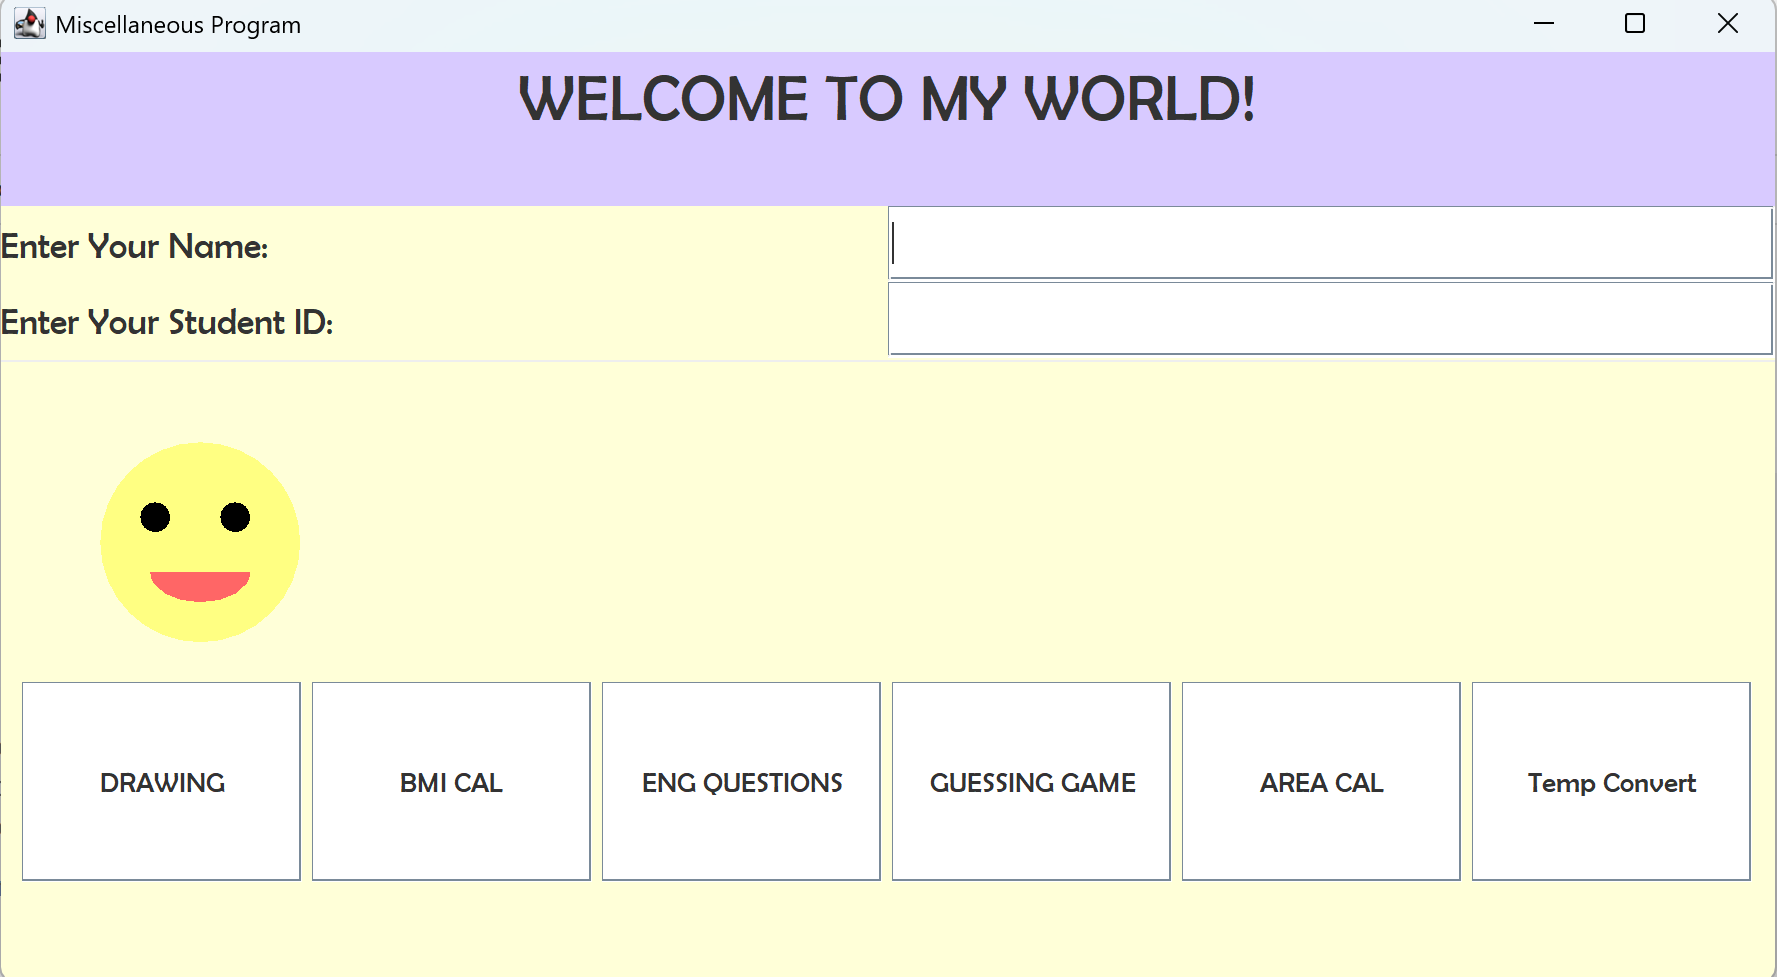 Miscellaneous Program
WELCOME TO MY WORLD!
Enter Your Name:
Enter Your Student ID:
DRAWING
BMI CAL
ENG QUESTIONS
GUESSING GAME
AREA CAL
Temp Convert